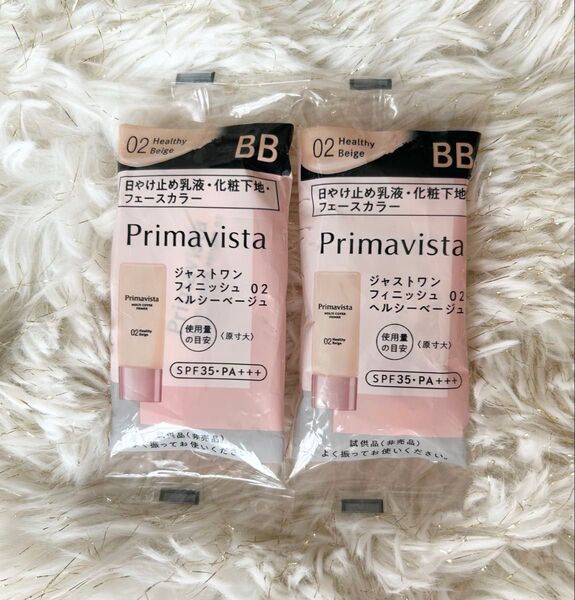 02 Healthy
Beige
BB
日やけ止め乳液・化粧下地・
フェースカラー
Primavista
ジャストワン
フィニッシュ 02
ヘルシーベージュ
Primavista
MULTI COVER
PRIMER
02 Healthy
Beige
使用量
の目安
〈原寸大〉
SPF35・PA+++
試供品(非売品)
よく振ってお使いください。
02 Healthy
Beige
BB
日やけ止め乳液・化粧下地
フェースカラー
Primavista
ジャストワン
フィニッシュ 02
ヘルシーベージュ
Primavista
MULTI COVER
PRIMER
02 Healthy
Beige
使用量
の目安
〈原寸大〉
SPF35・PA+++
試供品(非売品)
よく振ってお使いください。